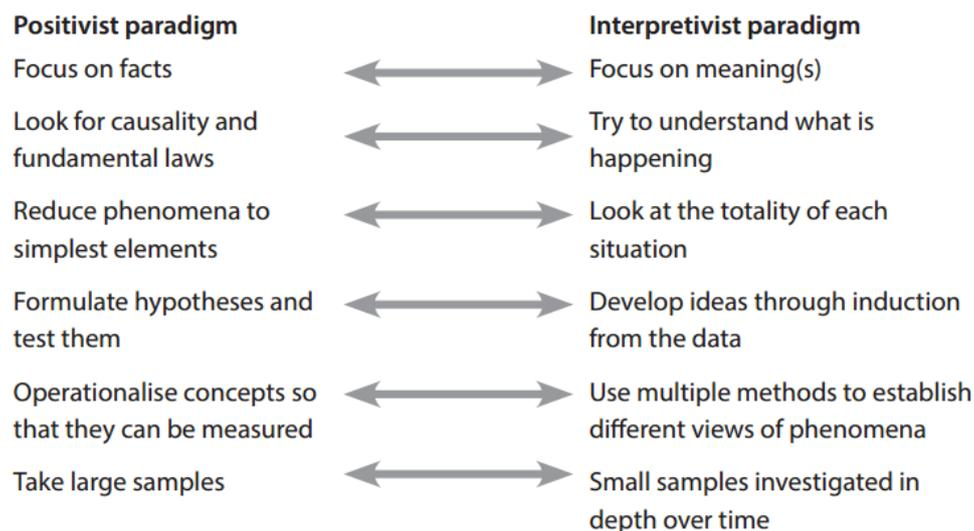 Positivist paradigm
Interpretivist paradigm
Focus on facts
Focus on meaning(s)
Look for causality and
fundamental laws
Try to understand what is
happening
Reduce phenomena to
simplest elements
Look at the totality of each
situation
Formulate hypotheses and
test them
Develop ideas through induction
from the data
Operationalise concepts so
that they can be measured
Use multiple methods to establish
different views of phenomena
Take large samples
Small samples investigated in
depth over time